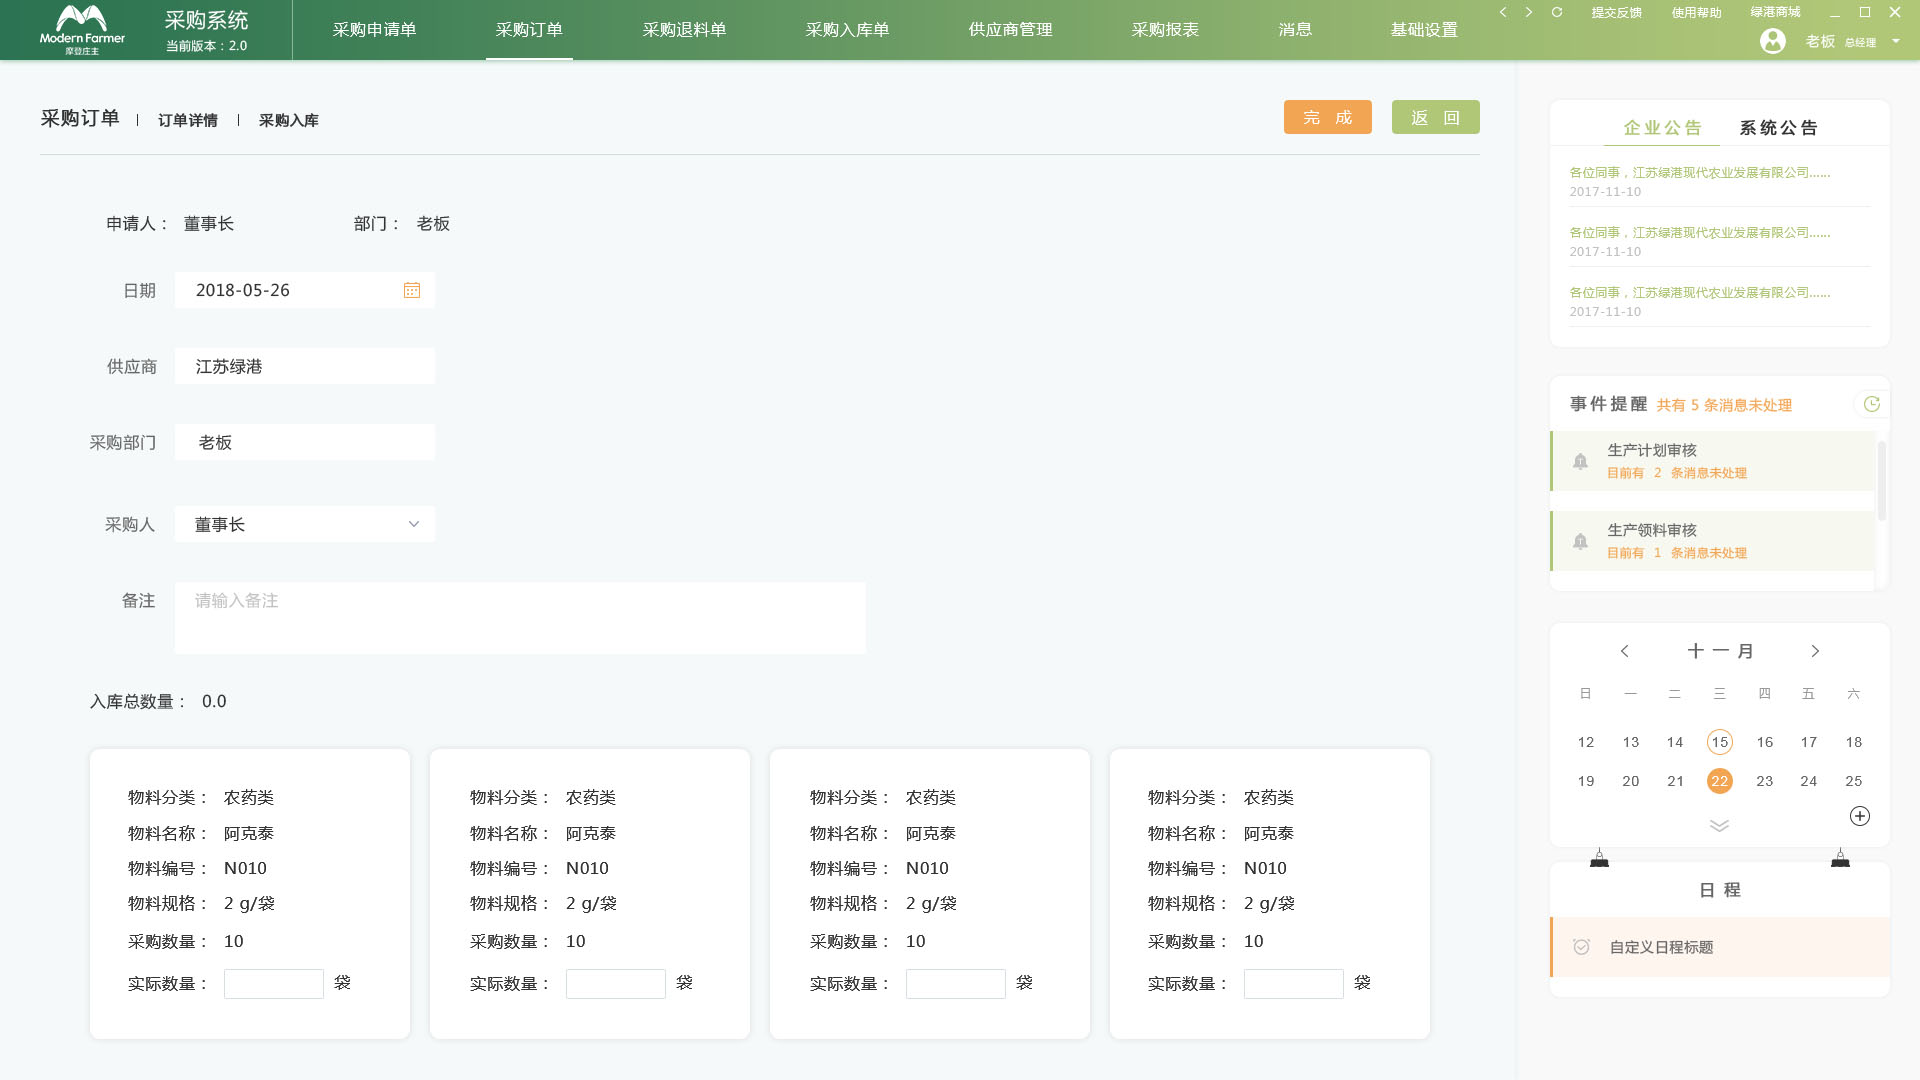 Modern Farmer
摩登庄主
采购系统
当前版本：2.0
采购申请单
采购订单
采购退料单
采购入库单
供应商管理
采购报表
消息
基础设置
提交反馈
使用帮助
绿港商城
老板 总经理
采购订单 | 订单详情 | 采购入库
完 成
返 回
申请人： 董事长
部门： 老板
日期 2018-05-26
供应商 江苏绿港
采购部门 老板
采购人 董事长
备注 请输入备注
入库总数量： 0.0
物料分类： 农药类
物料名称： 阿克泰
物料编号： N010
物料规格： 2 g/袋
采购数量： 10
实际数量： 袋
物料分类： 农药类
物料名称： 阿克泰
物料编号： N010
物料规格： 2 g/袋
采购数量： 10
实际数量： 袋
物料分类： 农药类
物料名称： 阿克泰
物料编号： N010
物料规格： 2 g/袋
采购数量： 10
实际数量： 袋
物料分类： 农药类
物料名称： 阿克泰
物料编号： N010
物料规格： 2 g/袋
采购数量： 10
实际数量： 袋
企业公告 系统公告
各位同事，江苏绿港现代农业发展有限公司......
2017-11-10
各位同事，江苏绿港现代农业发展有限公司......
2017-11-10
各位同事，江苏绿港现代农业发展有限公司......
2017-11-10
事件提醒 共有 5 条消息未处理
生产计划审核
目前有 2 条消息未处理
生产领料审核
目前有 1 条消息未处理
十一月
日 一 二 三 四 五 六
12 13 14 15 16 17 18
19 20 21 22 23 24 25
日 程
自定义日程标题